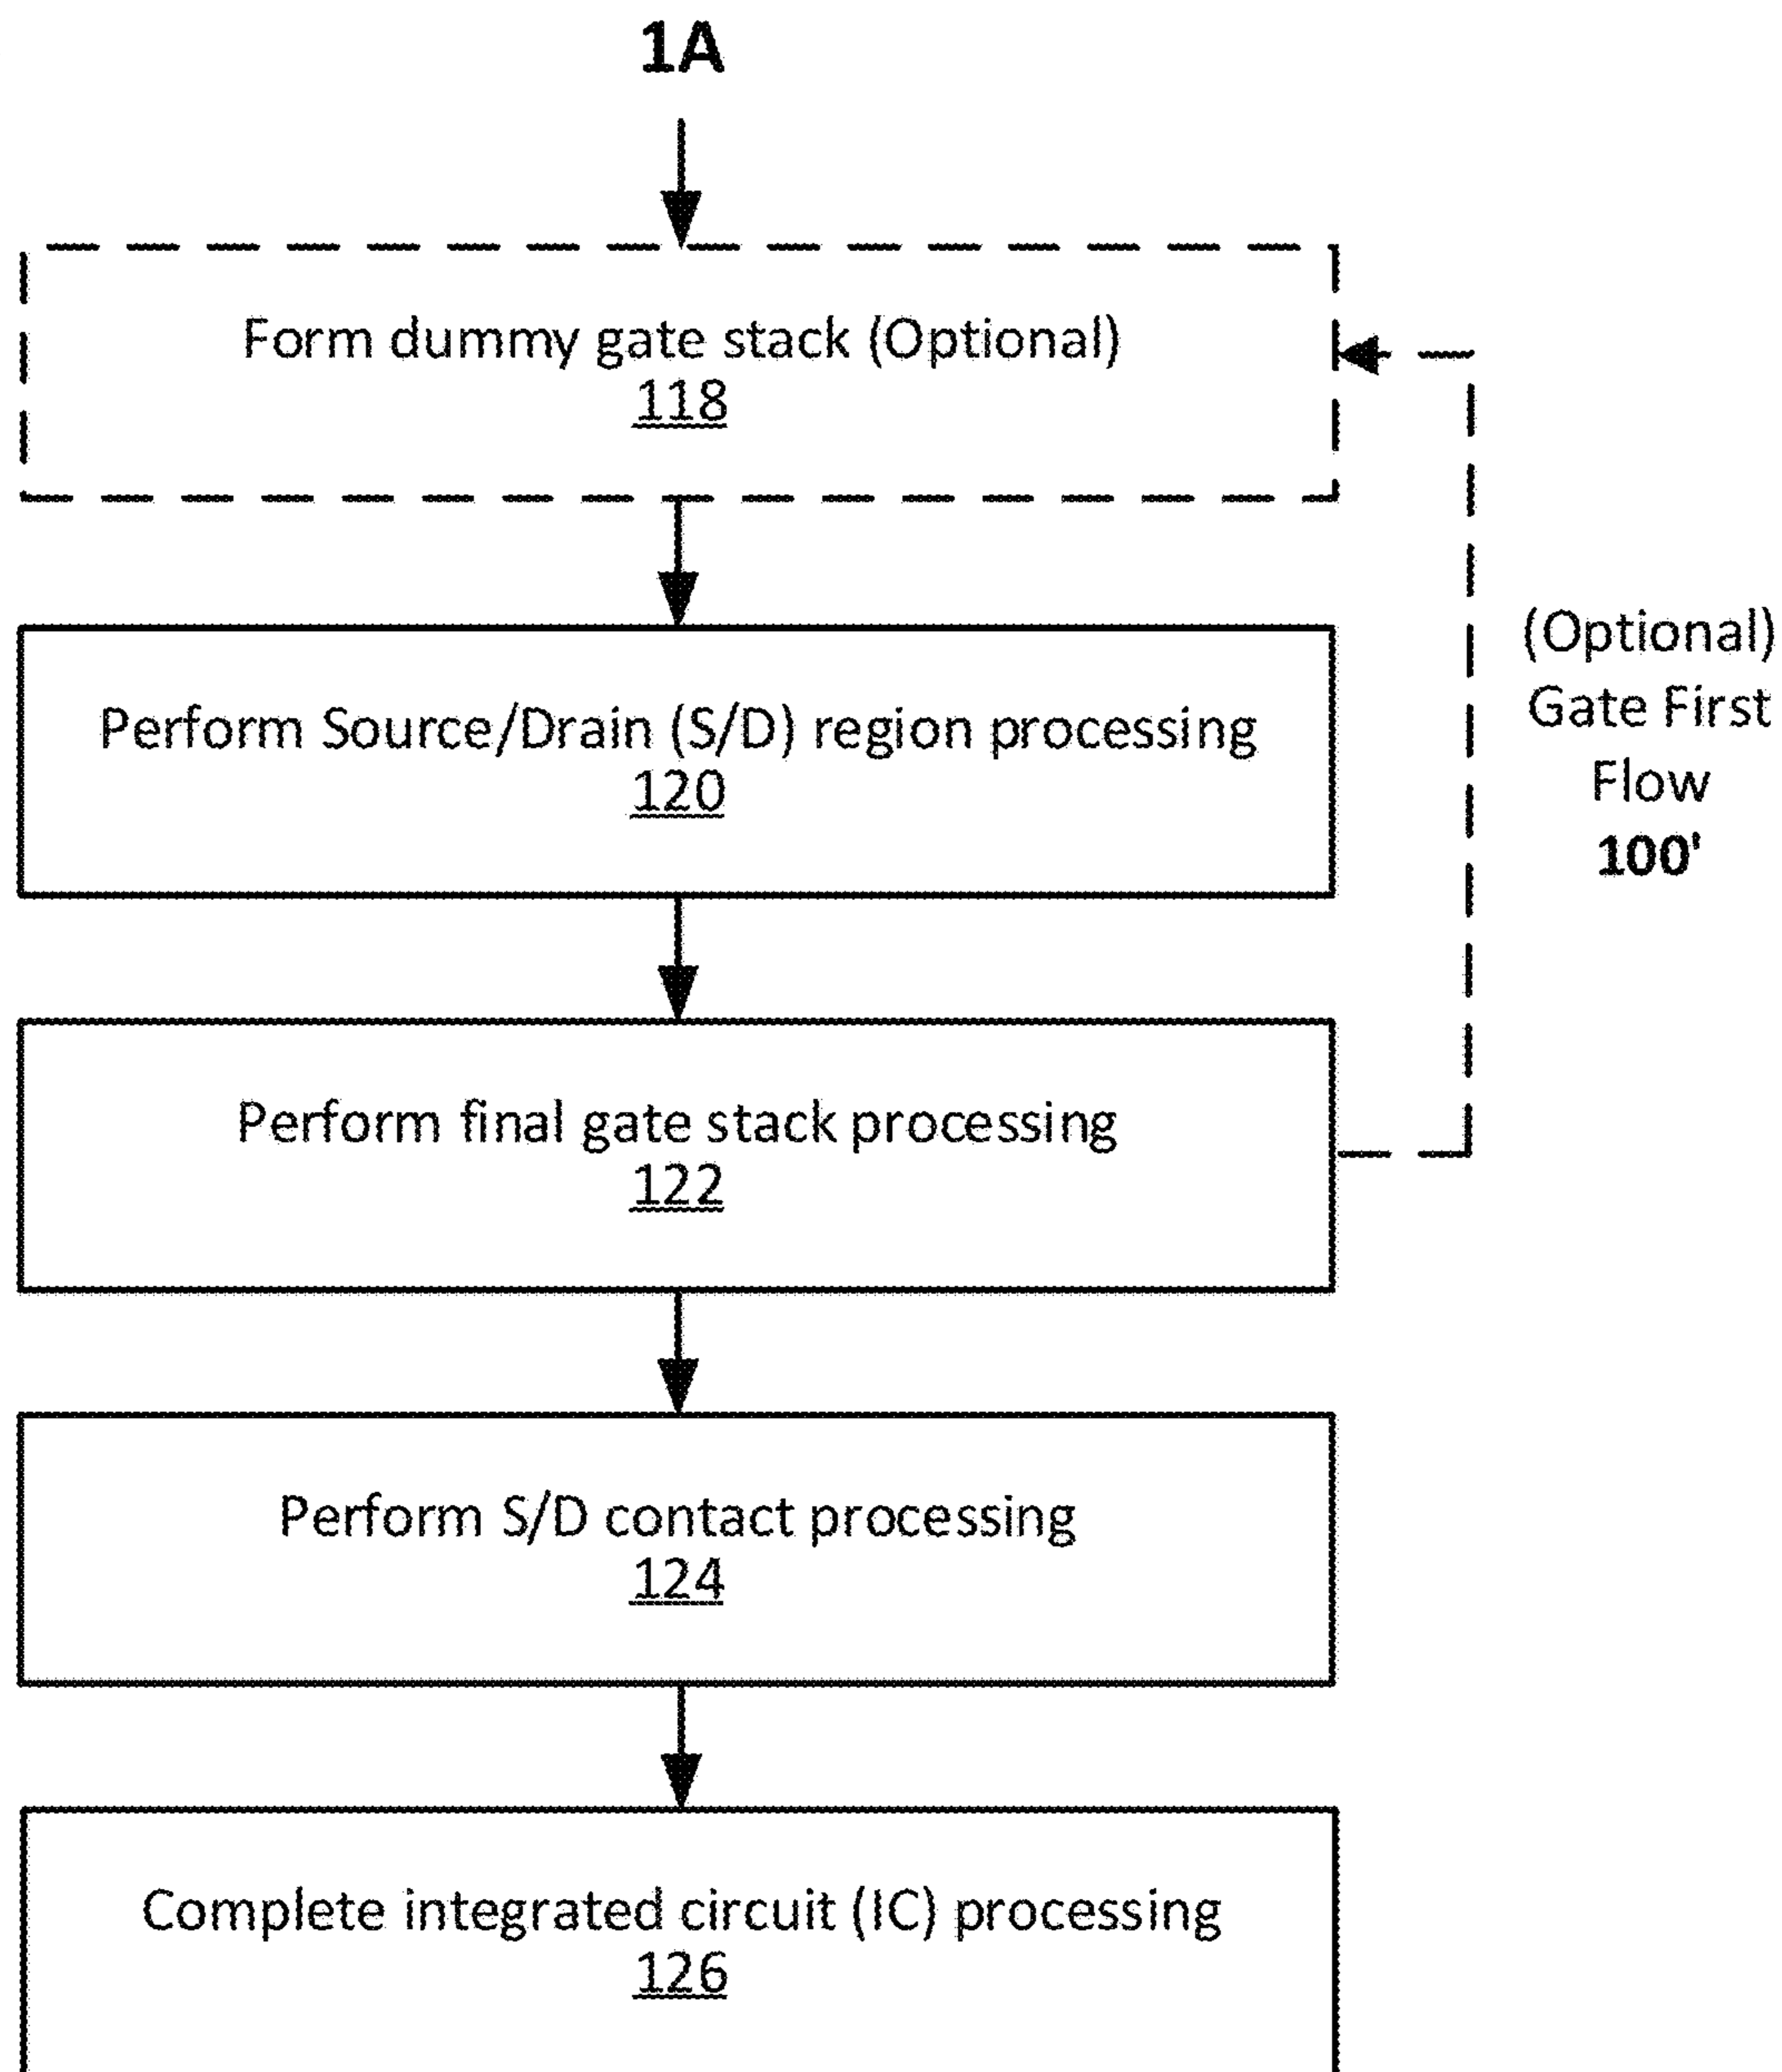 1A
Form dummy gate stack (Optional)
118
Perform Source/Drain (S/D) region processing
120
(Optional)
Gate First
Flow
100'
Perform final gate stack processing
122
Perform S/D contact processing
124
Complete integrated circuit (IC) processing
126